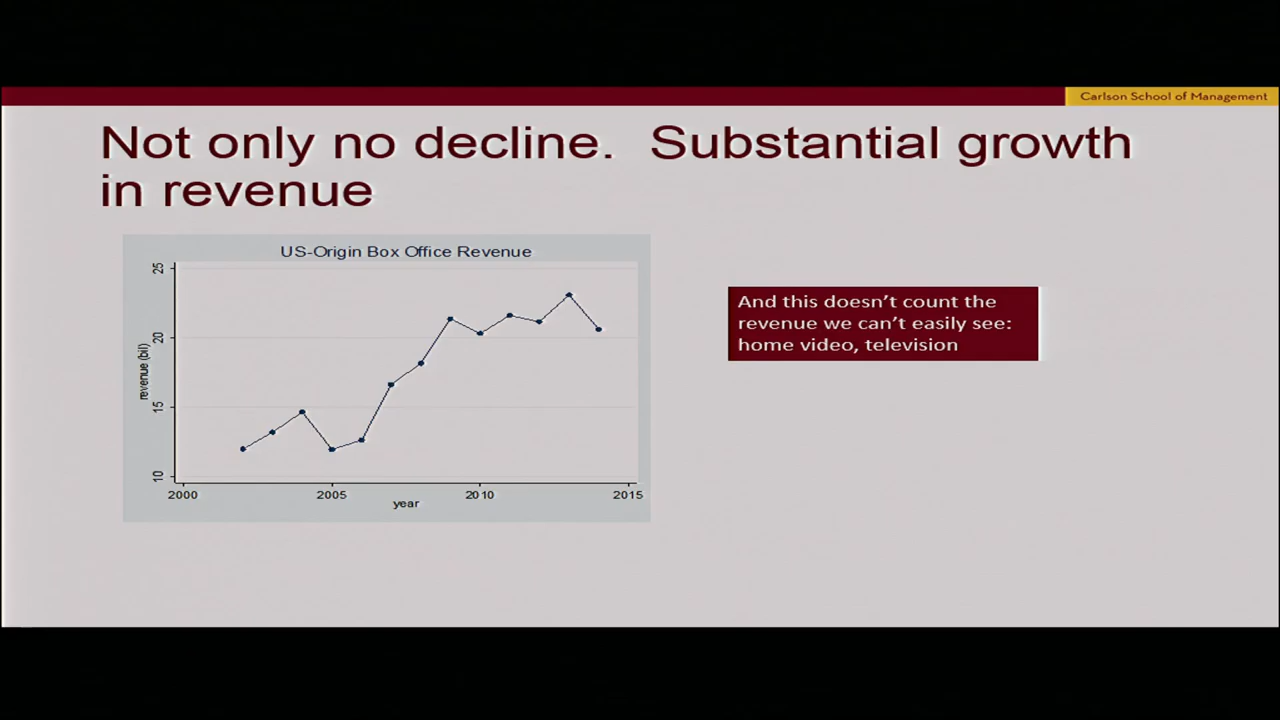 Carlson School of Management
Not only no decline. Substantial growth
in revenue
US-Origin Box Office Revenue
25
20
15
10
revenue (bil)
2000 2005 2010 2015
year
And this doesn't count the
revenue we can't easily see:
home video, television